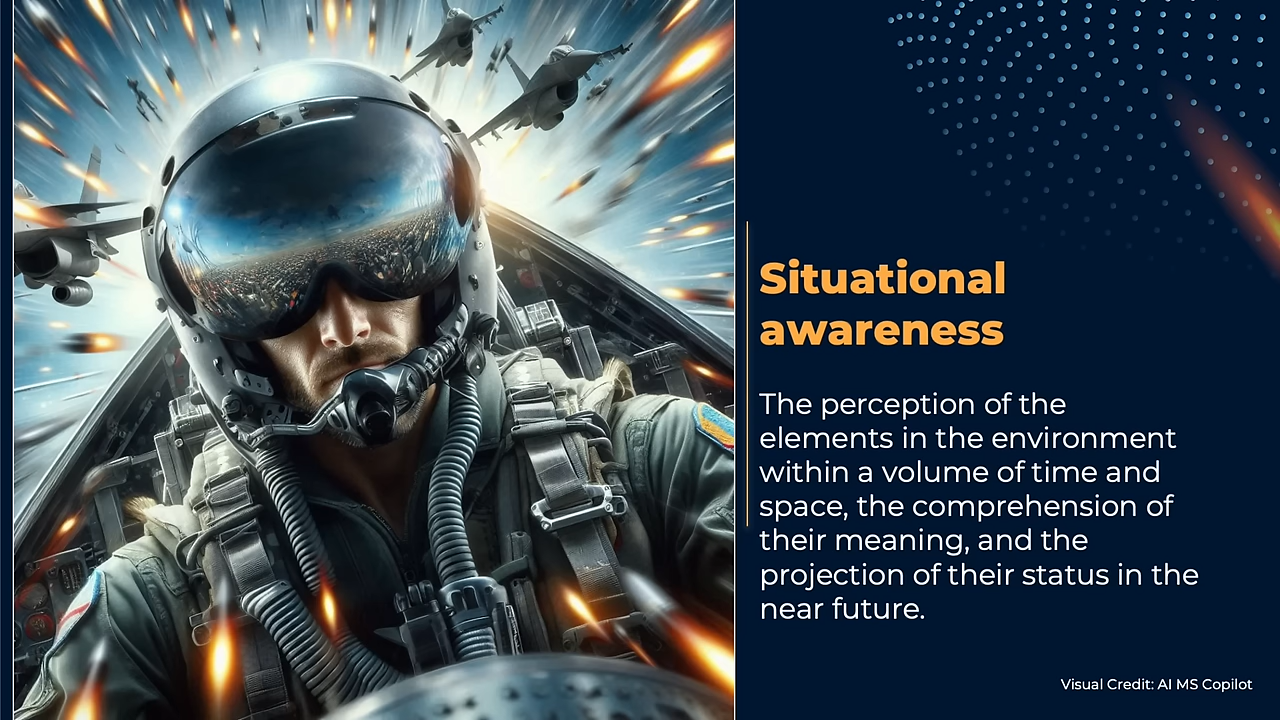 Situational
awareness
The perception of the
elements in the environment
within a volume of time and
space, the comprehension of
their meaning, and the
projection of their status in the
near future.
Visual Credit: AI MS Copilot